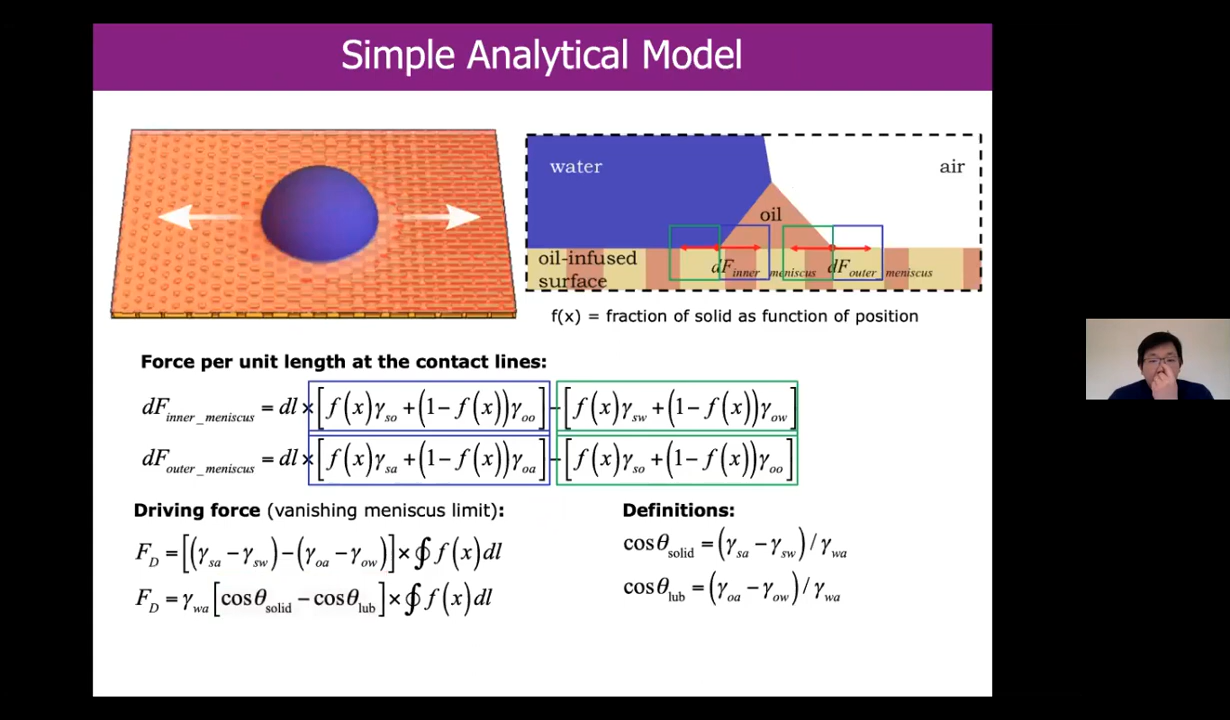 Simple Analytical Model
water
air
oil
oil-infused
surface
dF_inner_meniscus
dF_outer_meniscus
f(x) = fraction of solid as function of position
Force per unit length at the contact lines:
dF_inner_meniscus = dl×[f(x)γ_so +(1−f(x))γ_oo]−[f(x)γ_sw +(1−f(x))γ_ow]
dF_outer_meniscus = dl×[f(x)γ_sa +(1−f(x))γ_oa]−[f(x)γ_so +(1−f(x))γ_oo]
Driving force (vanishing meniscus limit):
F_D = [(γ_sa − γ_sw)−(γ_oa − γ_ow)]×∮ f(x)dl
F_D = γ_wa [cosθ_solid − cosθ_lub]×∮ f(x)dl
Definitions:
cosθ_solid = (γ_sa − γ_sw)/γ_wa
cosθ_lub = (γ_oa − γ_ow)/γ_wa